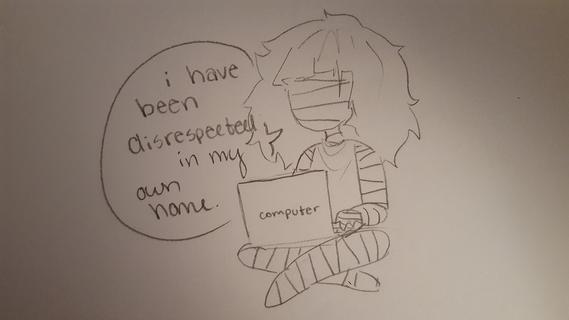 i have
been
disrespected
in my
own
home.
computer